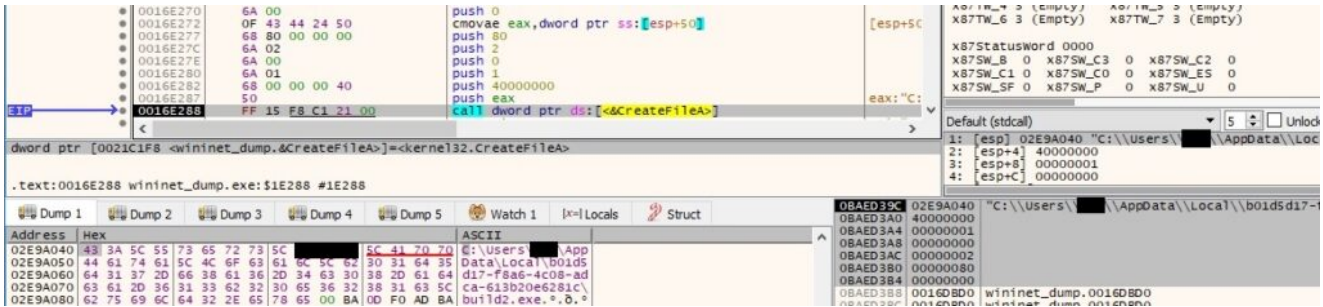 0016E270 6A 00 push 0
0016E272 0F 43 44 24 50 cmovae eax,dword ptr ss:[esp+50] [esp+50
0016E277 68 80 00 00 00 push 80
0016E27C 6A 02 push 2
0016E27E 6A 00 push 0
0016E280 6A 01 push 1
0016E282 68 00 00 00 40 push 40000000
0016E287 50 push eax eax:"C:
EIP 0016E288 FF 15 F8 C1 21 00 call dword ptr ds:[<&CreateFileA>]
dword ptr [0021C1F8 <wininet_dump.&CreateFileA>]=<kernel32.CreateFileA>
.text:0016E288 wininet_dump.exe:$1E288 #1E288
x87TW_4 3 (Empty) x87TW_5 3 (Empty)
x87TW_6 3 (Empty) x87TW_7 3 (Empty)
x87StatusWord 0000
x87SW_B 0 x87SW_C3 0 x87SW_C2 0
x87SW_C1 0 x87SW_C0 0 x87SW_ES 0
x87SW_SF 0 x87SW_P 0 x87SW_U 0
Default (stdcall) 5 Unlock
1: [esp] 02E9A040 "C:\\Users\\ \\AppData\\Loc
2: [esp+4] 40000000
3: [esp+8] 00000001
4: [esp+C] 00000000
Dump 1 Dump 2 Dump 3 Dump 4 Dump 5 Watch 1 [x=] Locals Struct
Address Hex ASCII
02E9A040 43 3A 5C 55 73 65 72 73 5C 5C 41 70 70 C:\Users\ \App
02E9A050 44 61 74 61 5C 4C 6F 63 61 6C 5C 62 30 31 64 35 Data\Local\b01d5
02E9A060 64 31 37 2D 66 38 61 36 2D 34 63 30 38 2D 61 64 d17-f8a6-4c08-ad
02E9A070 63 61 2D 36 31 33 62 32 30 65 36 32 38 31 63 5C ca-613b20e6281c\
02E9A080 62 75 69 6C 64 32 2E 65 78 65 00 BA 0D F0 AD BA build2.exe.º.ð.º
0BAED39C 02E9A040 "C:\\Users\\ \\AppData\\Local\\b01d5d17-f
0BAED3A0 40000000
0BAED3A4 00000001
0BAED3A8 00000000
0BAED3AC 00000002
0BAED3B0 00000080
0BAED3B4 00000000
0BAED3B8 0016DBD0 wininet_dump.0016DBD0
0BAED3BC 0016DBD0 wininet_dump.0016DBD0